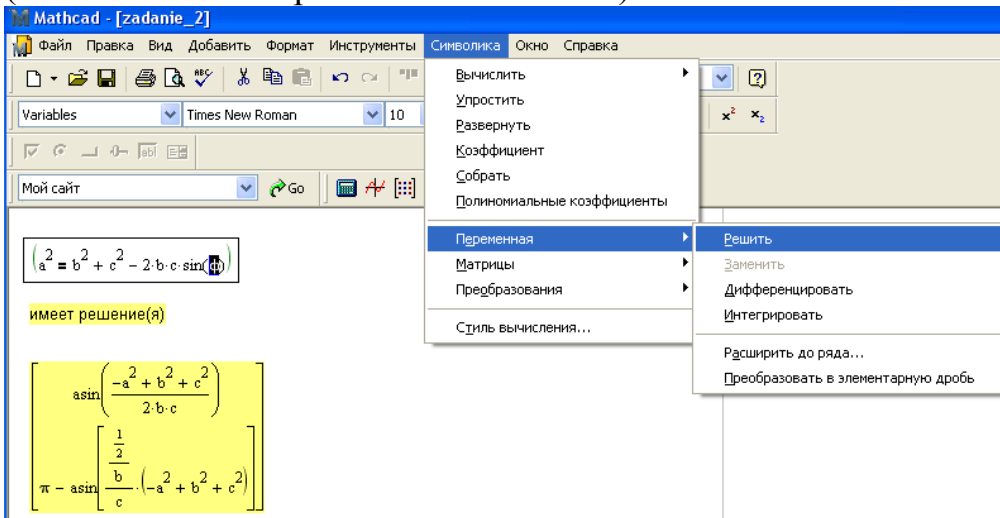 Mathcad - [zadanie_2]
Файл Правка Вид Добавить Формат Инструменты Символика Окно Справка
Variables Times New Roman 10 x² x₂
Мой сайт Go
Вычислить
Упростить
Развернуть
Коэффициент
Собрать
Полиномиальные коэффициенты
Переменная
Матрицы
Преобразования
Стиль вычисления...
Решить
Заменить
Дифференцировать
Интегрировать
Расширить до ряда...
Преобразовать в элементарную дробь
(a² = b² + c² − 2·b·c·sin(ф))
имеет решение(я)
asin((-a² + b² + c²)/(2·b·c))
π − asin[((1/2)/b)/c·(-a² + b² + c²)]